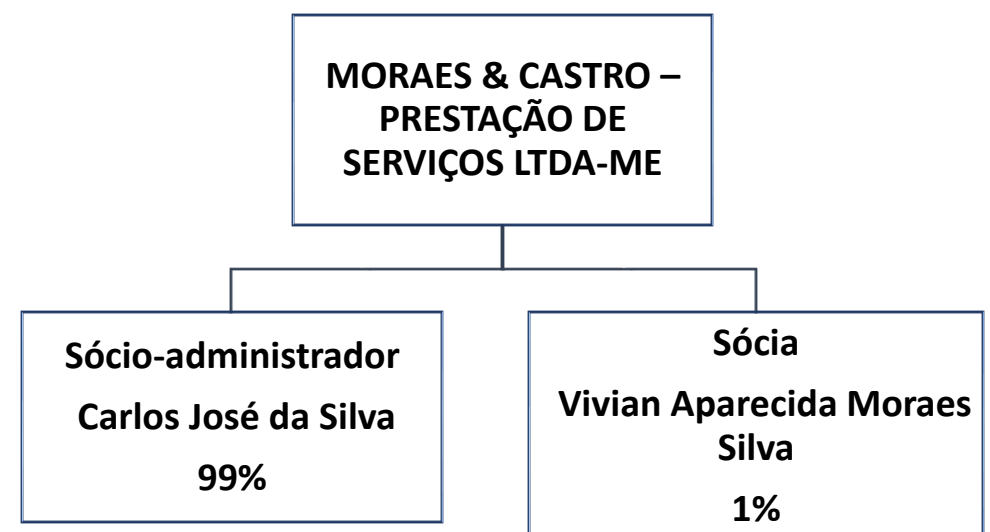 MORAES & CASTRO –
PRESTAÇÃO DE
SERVIÇOS LTDA-ME
Sócio-administrador
Carlos José da Silva
99%
Sócia
Vivian Aparecida Moraes
Silva
1%